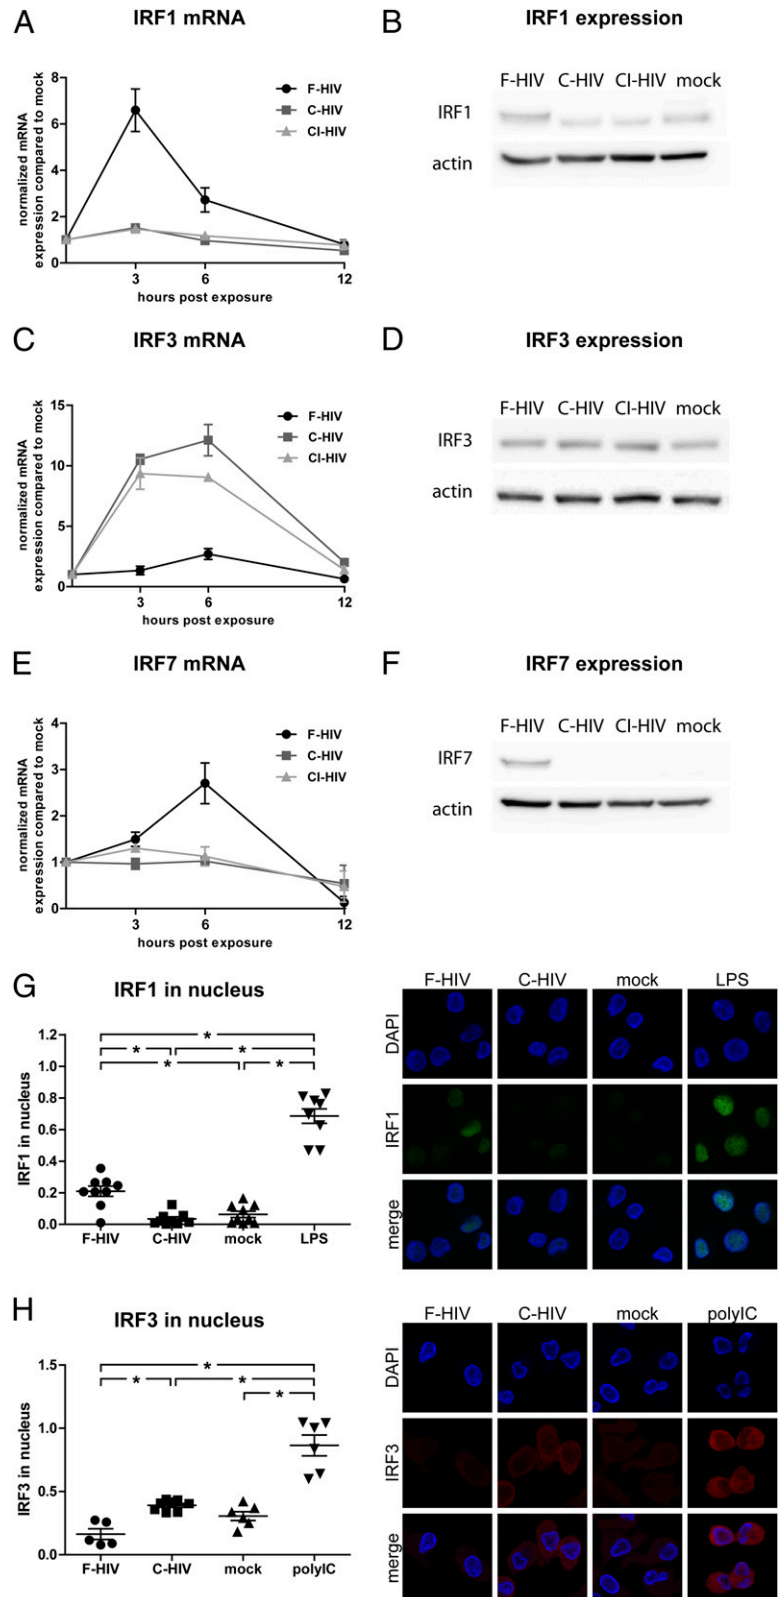 A IRF1 mRNA
normalized mRNA
expression compared to mock
8
6
4
2
0
3 6 12
hours post exposure
F-HIV
C-HIV
CI-HIV
B IRF1 expression
F-HIV C-HIV CI-HIV mock
IRF1
actin
C IRF3 mRNA
normalized mRNA
expression compared to mock
15
10
5
0
3 6 12
hours post exposure
F-HIV
C-HIV
CI-HIV
D IRF3 expression
F-HIV C-HIV CI-HIV mock
IRF3
actin
E IRF7 mRNA
normalized mRNA
expression compared to mock
4
3
2
1
0
3 6 12
hours post exposure
F-HIV
C-HIV
CI-HIV
F IRF7 expression
F-HIV C-HIV CI-HIV mock
IRF7
actin
G IRF1 in nucleus
IRF1 in nucleus
1.2
1.0
0.8
0.6
0.4
0.2
0.0
*
* *
* *
F-HIV C-HIV mock LPS
F-HIV C-HIV mock LPS
DAPI
IRF1
merge
H IRF3 in nucleus
IRF3 in nucleus
1.5
1.0
0.5
0.0
*
* *
*
F-HIV C-HIV mock polyIC
F-HIV C-HIV mock polyIC
DAPI
IRF3
merge